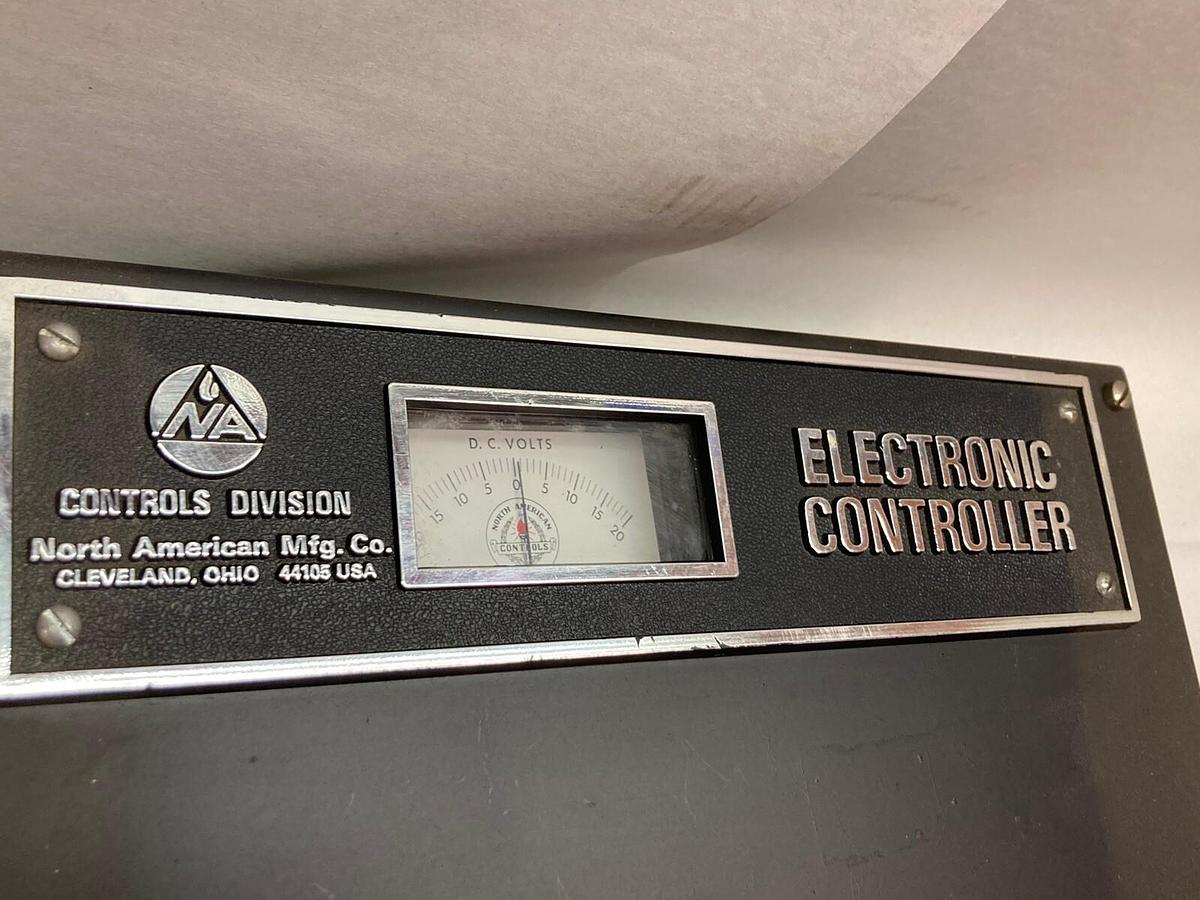 NA
CONTROLS DIVISION
North American Mfg. Co.
CLEVELAND, OHIO 44105 USA
D. C. VOLTS
15 10 5 0 5 10 15 20
NORTH AMERICAN
CONTROLS
ELECTRONIC
CONTROLLER